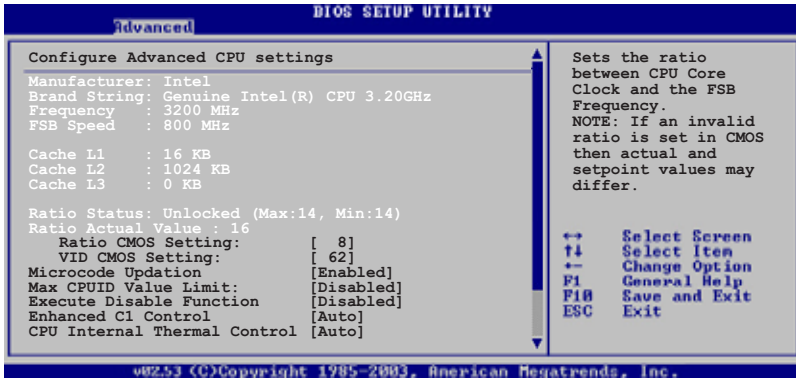 BIOS SETUP UTILITY
Advanced
Configure Advanced CPU settings
Manufacturer: Intel
Brand String: Genuine Intel(R) CPU 3.20GHz
Frequency : 3200 MHz
FSB Speed : 800 MHz
Cache L1 : 16 KB
Cache L2 : 1024 KB
Cache L3 : 0 KB
Ratio Status: Unlocked (Max:14, Min:14)
Ratio Actual Value : 16
Ratio CMOS Setting: [ 8]
VID CMOS Setting: [ 62]
Microcode Updation [Enabled]
Max CPUID Value Limit: [Disabled]
Execute Disable Function [Disabled]
Enhanced C1 Control [Auto]
CPU Internal Thermal Control [Auto]
Sets the ratio
between CPU Core
Clock and the FSB
Frequency.
NOTE: If an invalid
ratio is set in CMOS
then actual and
setpoint values may
differ.
↔ Select Screen
↑↓ Select Item
+- Change Option
F1 General Help
F10 Save and Exit
ESC Exit
v02.53 (C)Copyright 1985-2003, American Megatrends, Inc.